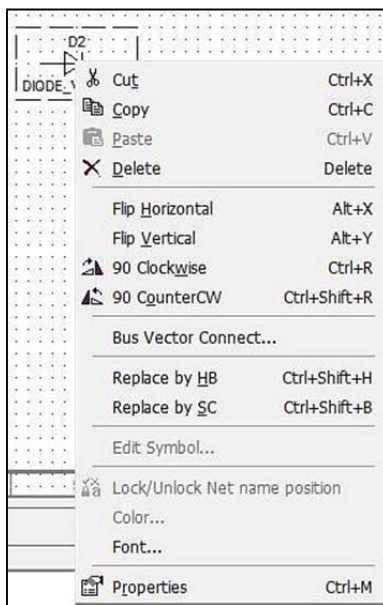 D2
DIODE_V
Cut Ctrl+X
Copy Ctrl+C
Paste Ctrl+V
Delete Delete
Flip Horizontal Alt+X
Flip Vertical Alt+Y
90 Clockwise Ctrl+R
90 CounterCW Ctrl+Shift+R
Bus Vector Connect...
Replace by HB Ctrl+Shift+H
Replace by SC Ctrl+Shift+B
Edit Symbol...
Lock/Unlock Net name position
Color...
Font...
Properties Ctrl+M